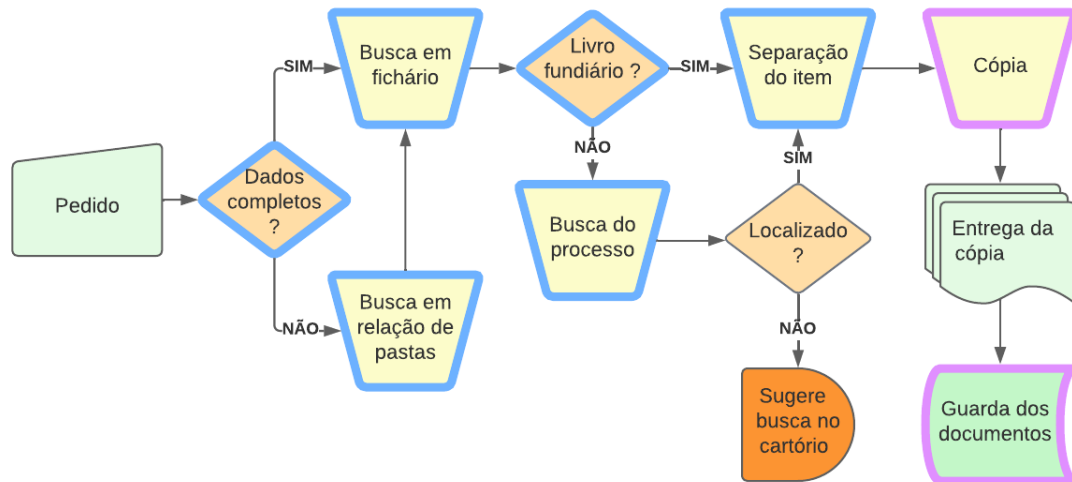 Pedido
Dados
completos
?
SIM
NÃO
Busca em
fichário
Busca em
relação de
pastas
Livro
fundiário ?
SIM
NÃO
Busca do
processo
Separação
do item
SIM
Localizado
?
NÃO
Sugere
busca no
cartório
Cópia
Entrega da
cópia
Guarda dos
documentos